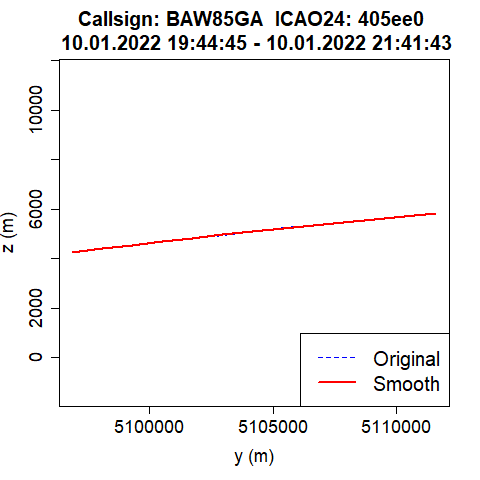 Callsign: BAW85GA  ICAO24: 405ee0
10.01.2022 19:44:45 - 10.01.2022 21:41:43
z (m)
10000
6000
2000
0
Original
Smooth
5100000 5105000 5110000
y (m)